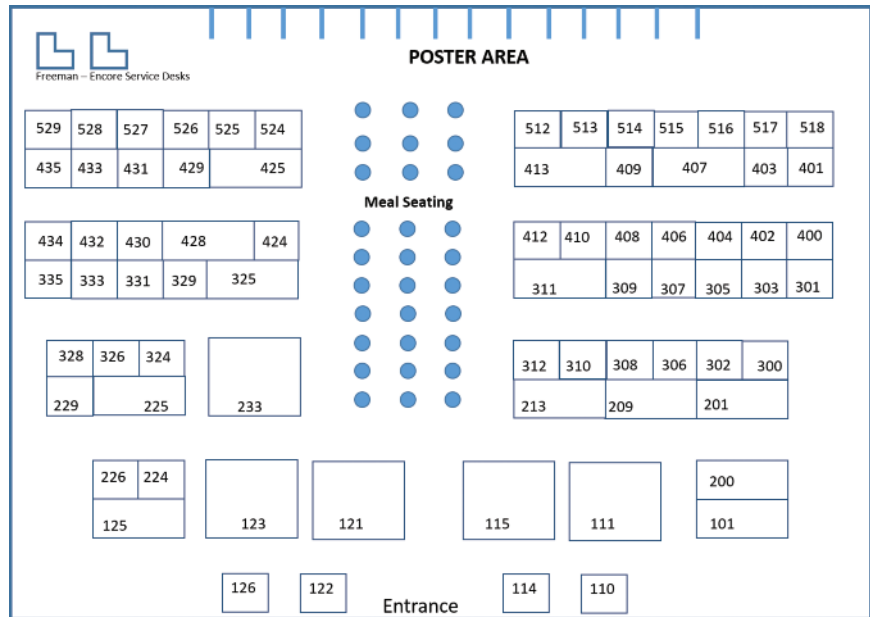 POSTER AREA
Freeman – Encore Service Desks
529 528 527 526 525 524 512 513 514 515 516 517 518
435 433 431 429 425 413 409 407 403 401
Meal Seating
434 432 430 428 424 412 410 408 406 404 402 400
335 333 331 329 325 311 309 307 305 303 301
328 326 324 312 310 308 306 302 300
229 225 233 213 209 201
226 224 200
125 123 121 115 111 101
126 122 114 110
Entrance